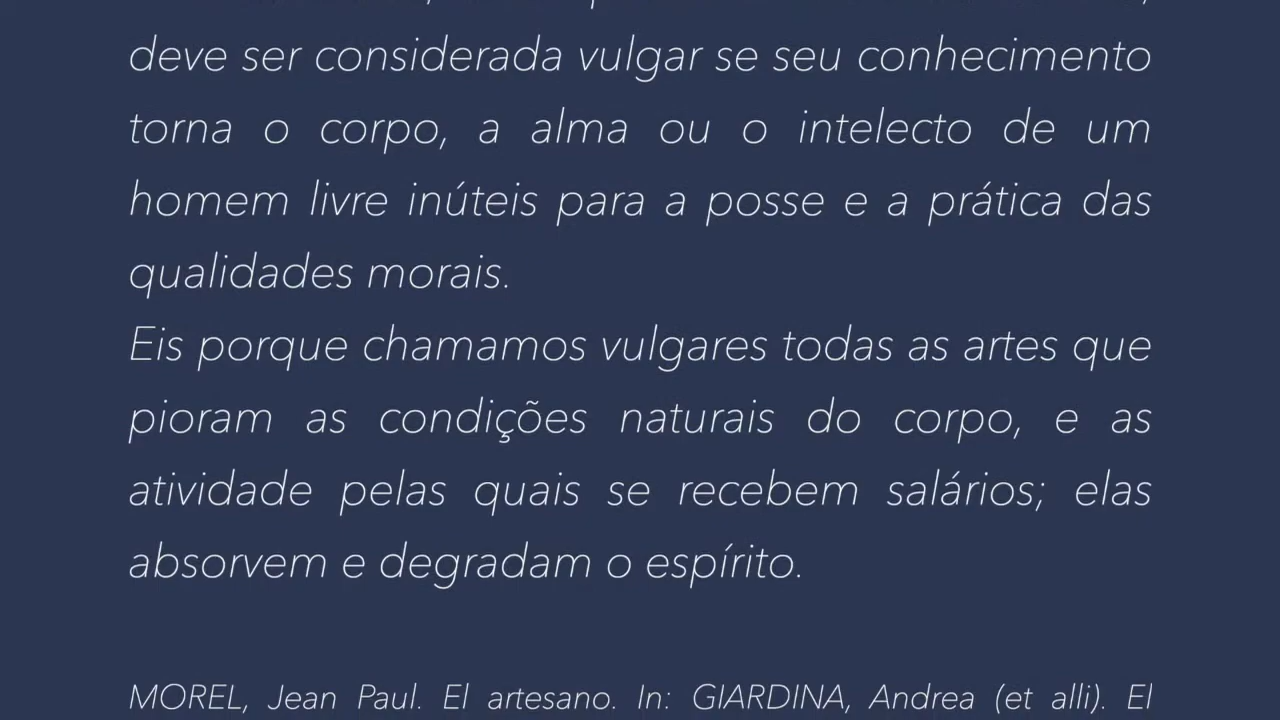 deve ser considerada vulgar se seu conhecimento
torna o corpo, a alma ou o intelecto de um
homem livre inúteis para a posse e a prática das
qualidades morais.
Eis porque chamamos vulgares todas as artes que
pioram as condições naturais do corpo, e as
atividade pelas quais se recebem salários; elas
absorvem e degradam o espírito.
MOREL, Jean Paul. El artesano. In: GIARDINA, Andrea (et alli). El